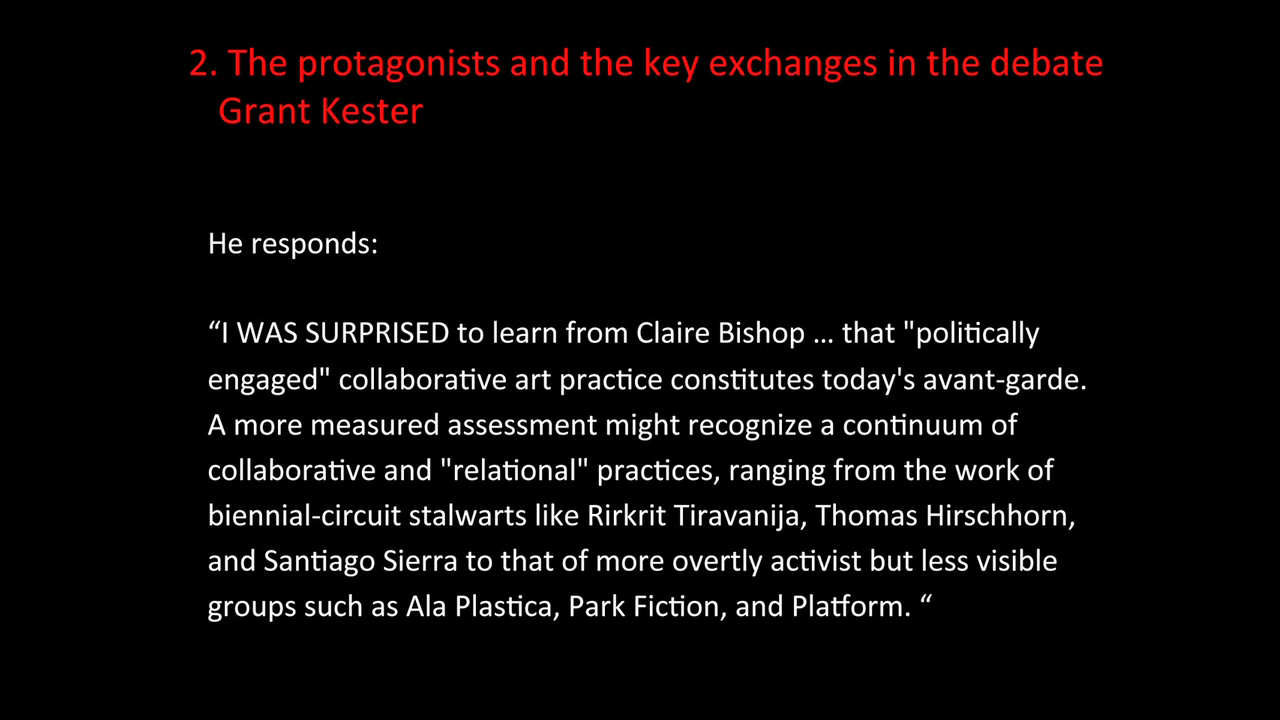 2. The protagonists and the key exchanges in the debate
Grant Kester
He responds:
“I WAS SURPRISED to learn from Claire Bishop ... that "politically
engaged" collaborative art practice constitutes today's avant-garde.
A more measured assessment might recognize a continuum of
collaborative and "relational" practices, ranging from the work of
biennial-circuit stalwarts like Rirkrit Tiravanija, Thomas Hirschhorn,
and Santiago Sierra to that of more overtly activist but less visible
groups such as Ala Plastica, Park Fiction, and Platform. “